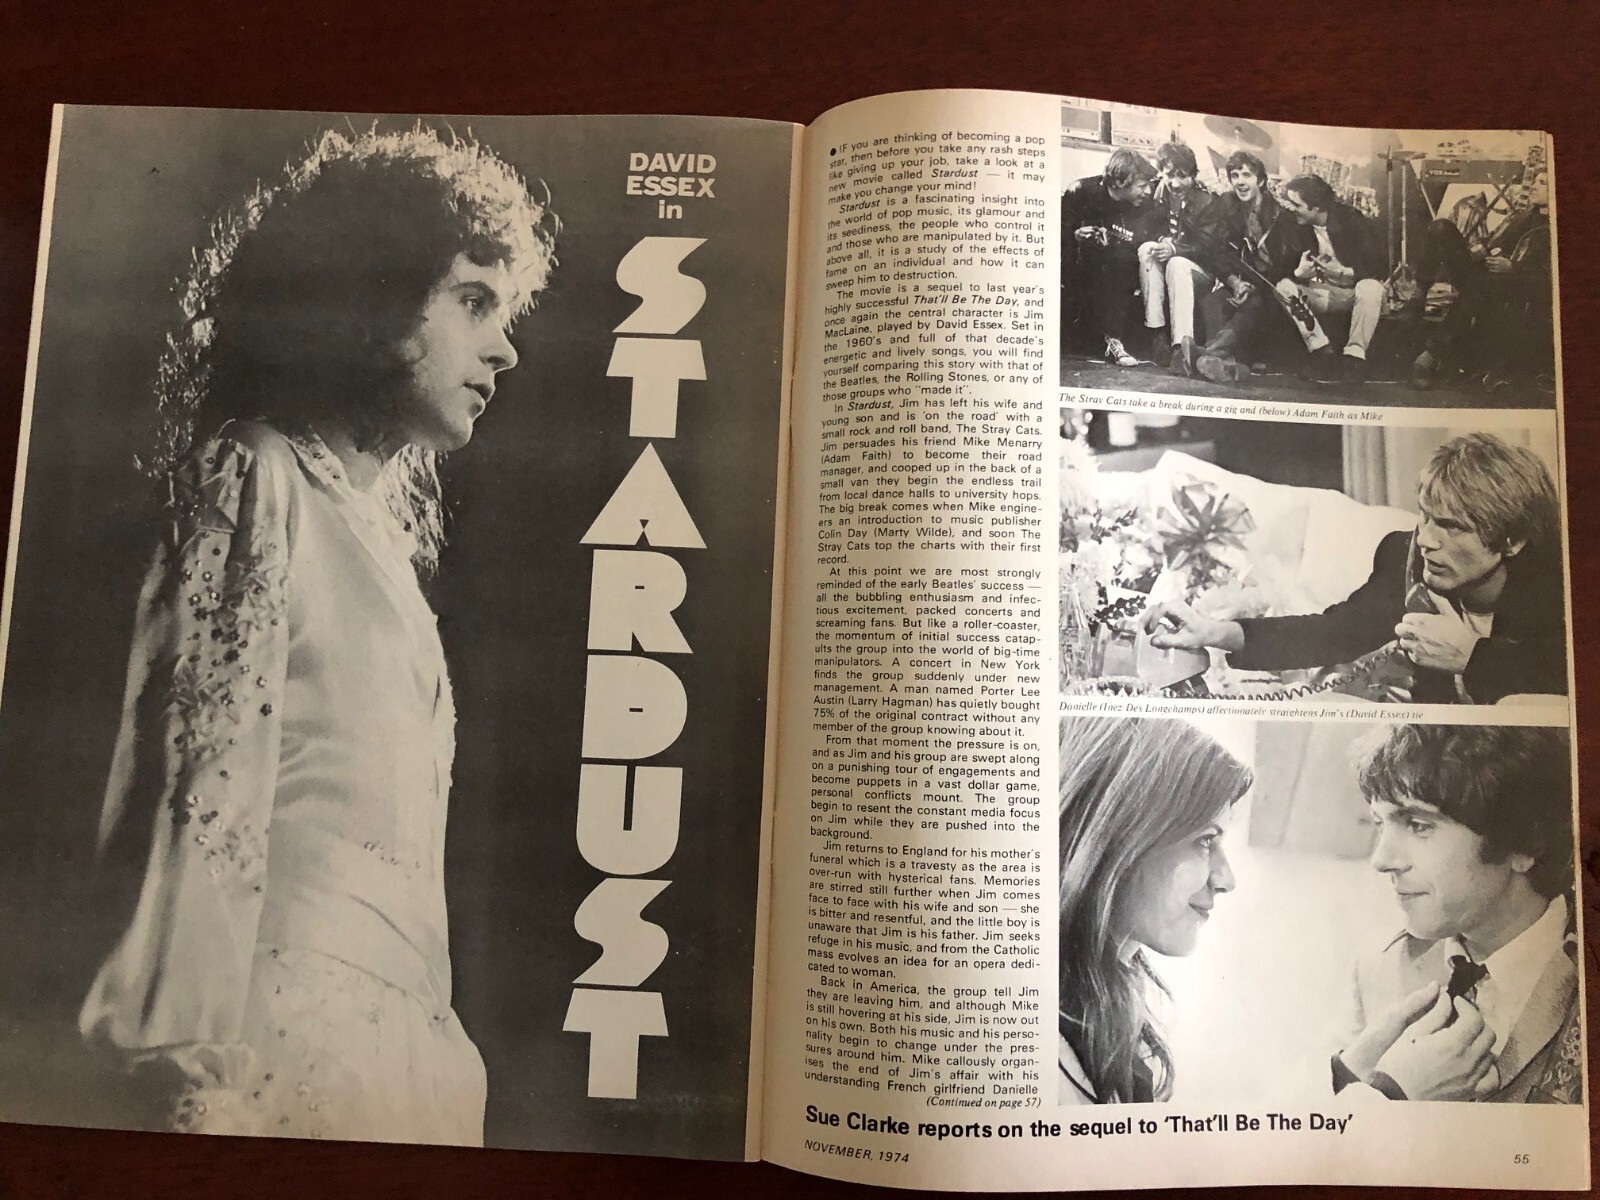 DAVID
ESSEX
in
STARDUST
● IF you are thinking of becoming a pop
star, then before you take any rash steps
like giving up your job, take a look at a
new movie called Stardust — it may
make you change your mind!
Stardust is a fascinating insight into
the world of pop music, its glamour and
its seediness, the people who control it
and those who are manipulated by it. But
above all, it is a study of the effects of
fame on an individual and how it can
sweep him to destruction.
The movie is a sequel to last year's
highly successful That'll Be The Day, and
once again the central character is Jim
MacLaine, played by David Essex. Set in
the 1960's and full of that decade's
energetic and lively songs, you will find
yourself comparing this story with that of
the Beatles, the Rolling Stones, or any of
those groups who "made it".
In Stardust, Jim has left his wife and
young son and is 'on the road' with a
small rock and roll band, The Stray Cats.
Jim persuades his friend Mike Menarry
(Adam Faith) to become their road
manager, and cooped up in the back of a
small van they begin the endless trail
from local dance halls to university hops.
The big break comes when Mike engine-
ers an introduction to music publisher
Colin Day (Marty Wilde), and soon The
Stray Cats top the charts with their first
record.
At this point we are most strongly
reminded of the early Beatles' success —
all the bubbling enthusiasm and infec-
tious excitement, packed concerts and
screaming fans. But like a roller-coaster,
the momentum of initial success catap-
ults the group into the world of big-time
manipulators. A concert in New York
finds the group suddenly under new
management. A man named Porter Lee
Austin (Larry Hagman) has quietly bought
75% of the original contract without any
member of the group knowing about it.
From that moment the pressure is on,
and as Jim and his group are swept along
on a punishing tour of engagements and
become puppets in a vast dollar game,
personal conflicts mount. The group
begin to resent the constant media focus
on Jim while they are pushed into the
background.
Jim returns to England for his mother's
funeral which is a travesty as the area is
over-run with hysterical fans. Memories
are stirred still further when Jim comes
face to face with his wife and son — she
is bitter and resentful, and the little boy is
unaware that Jim is his father. Jim seeks
refuge in his music, and from the Catholic
mass evolves an idea for an opera dedi-
cated to woman.
Back in America, the group tell Jim
they are leaving him, and although Mike
is still hovering at his side, Jim is now out
on his own. Both his music and his perso-
nality begin to change under the pres-
sures around him. Mike callously organ-
ises the end of Jim's affair with his
understanding French girlfriend Danielle
(Continued on page 57)
VOX
The Stray Cats take a break during a gig and (below) Adam Faith as Mike
Danielle (Inez Des Longchamps) affectionately straightens Jim's (David Essex) tie
Sue Clarke reports on the sequel to 'That'll Be The Day'
NOVEMBER, 1974
55